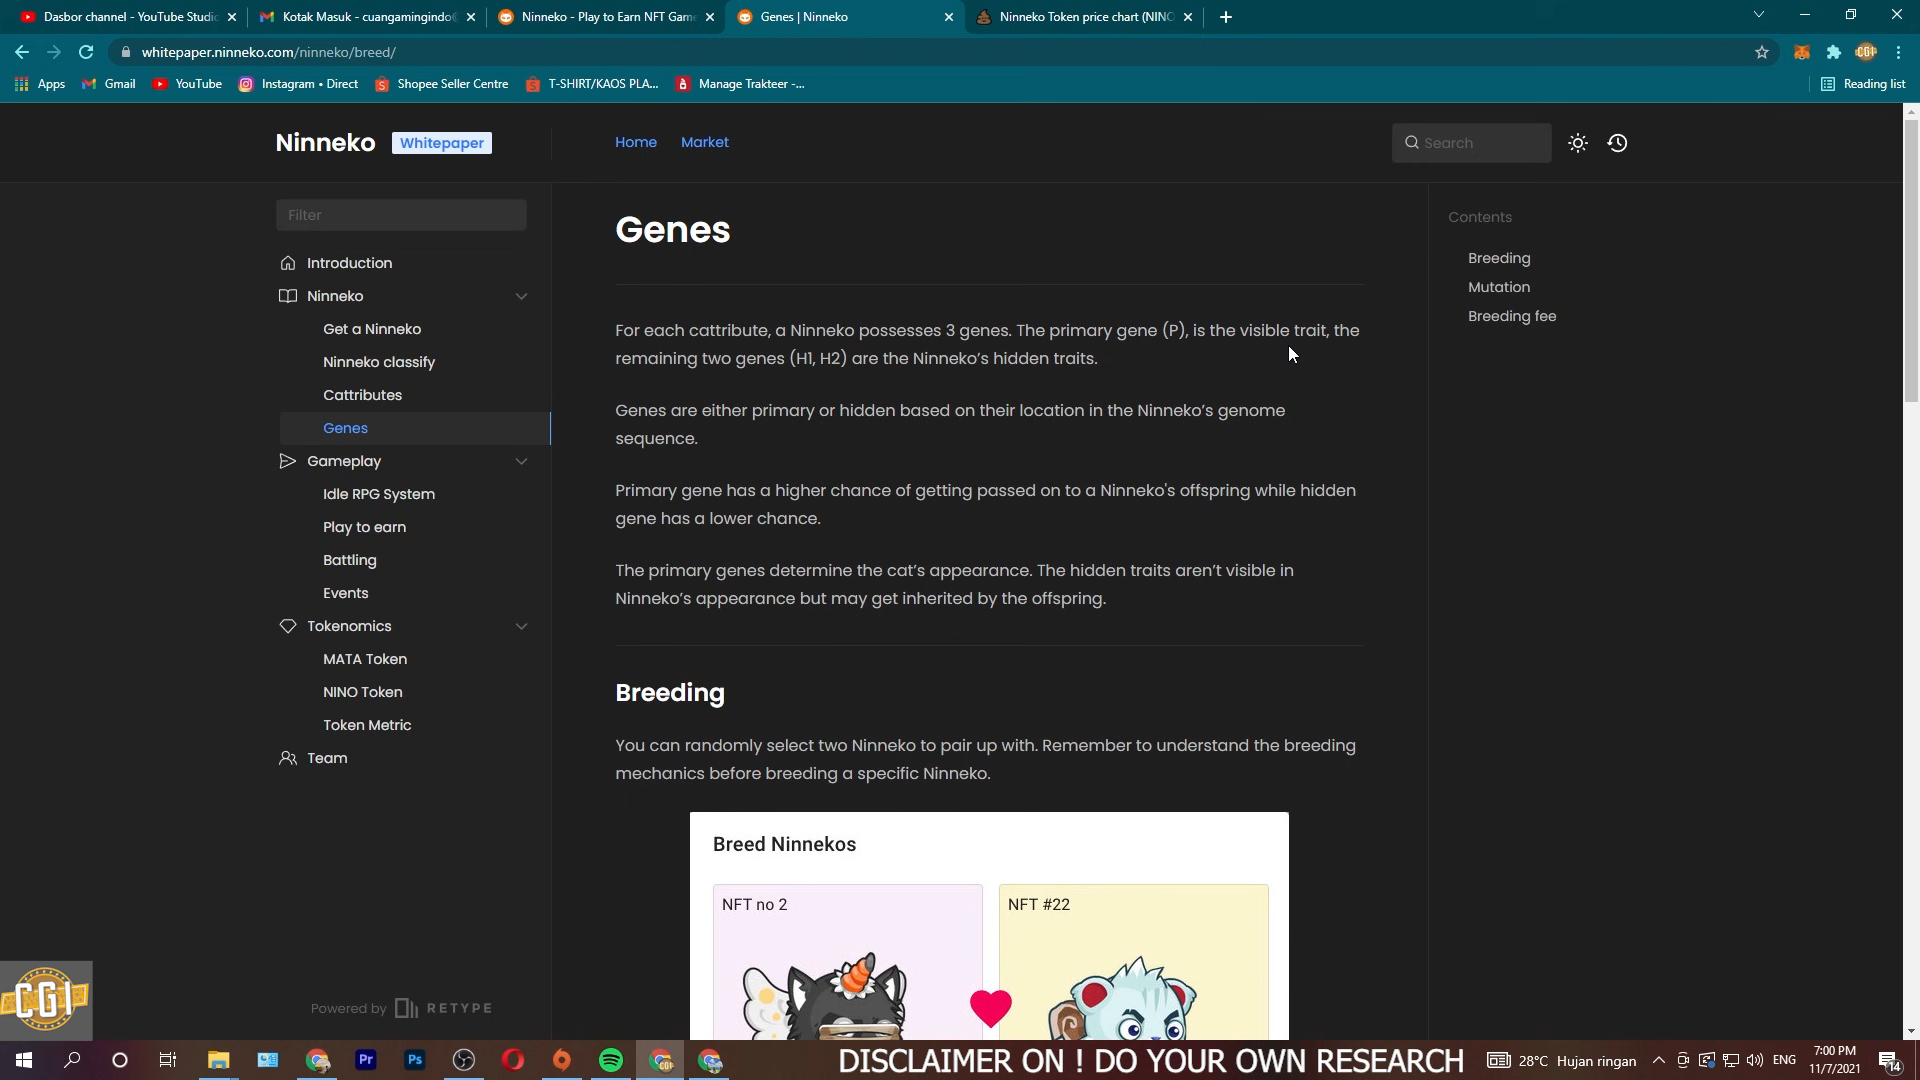 Dasbor channel - YouTube Studi
Kotak Masuk - cuangamingindo
Ninneko - Play to Earn NFT Game
Genes | Ninneko
Ninneko Token price chart (NINO
whitepaper.ninneko.com/ninneko/breed/
Apps
Gmail
YouTube
Instagram • Direct
Shopee Seller Centre
T-SHIRT/KAOS PLA...
Manage Trakteer -...
Reading list
Ninneko Whitepaper
Home
Market
Search
Filter
Introduction
Ninneko
Get a Ninneko
Ninneko classify
Cattributes
Genes
Gameplay
Idle RPG System
Play to earn
Battling
Events
Tokenomics
MATA Token
NINO Token
Token Metric
Team
Powered by RETYPE
Genes
For each cattribute, a Ninneko possesses 3 genes. The primary gene (P), is the visible trait, the
remaining two genes (H1, H2) are the Ninneko’s hidden traits.
Genes are either primary or hidden based on their location in the Ninneko’s genome
sequence.
Primary gene has a higher chance of getting passed on to a Ninneko's offspring while hidden
gene has a lower chance.
The primary genes determine the cat’s appearance. The hidden traits aren’t visible in
Ninneko’s appearance but may get inherited by the offspring.
Breeding
You can randomly select two Ninneko to pair up with. Remember to understand the breeding
mechanics before breeding a specific Ninneko.
Breed Ninnekos
NFT no 2
NFT #22
Contents
Breeding
Mutation
Breeding fee
CGI
Pr
Ps
DISCLAIMER ON ! DO YOUR OWN RESEARCH
28°C Hujan ringan
ENG
7:00 PM
11/7/2021
14